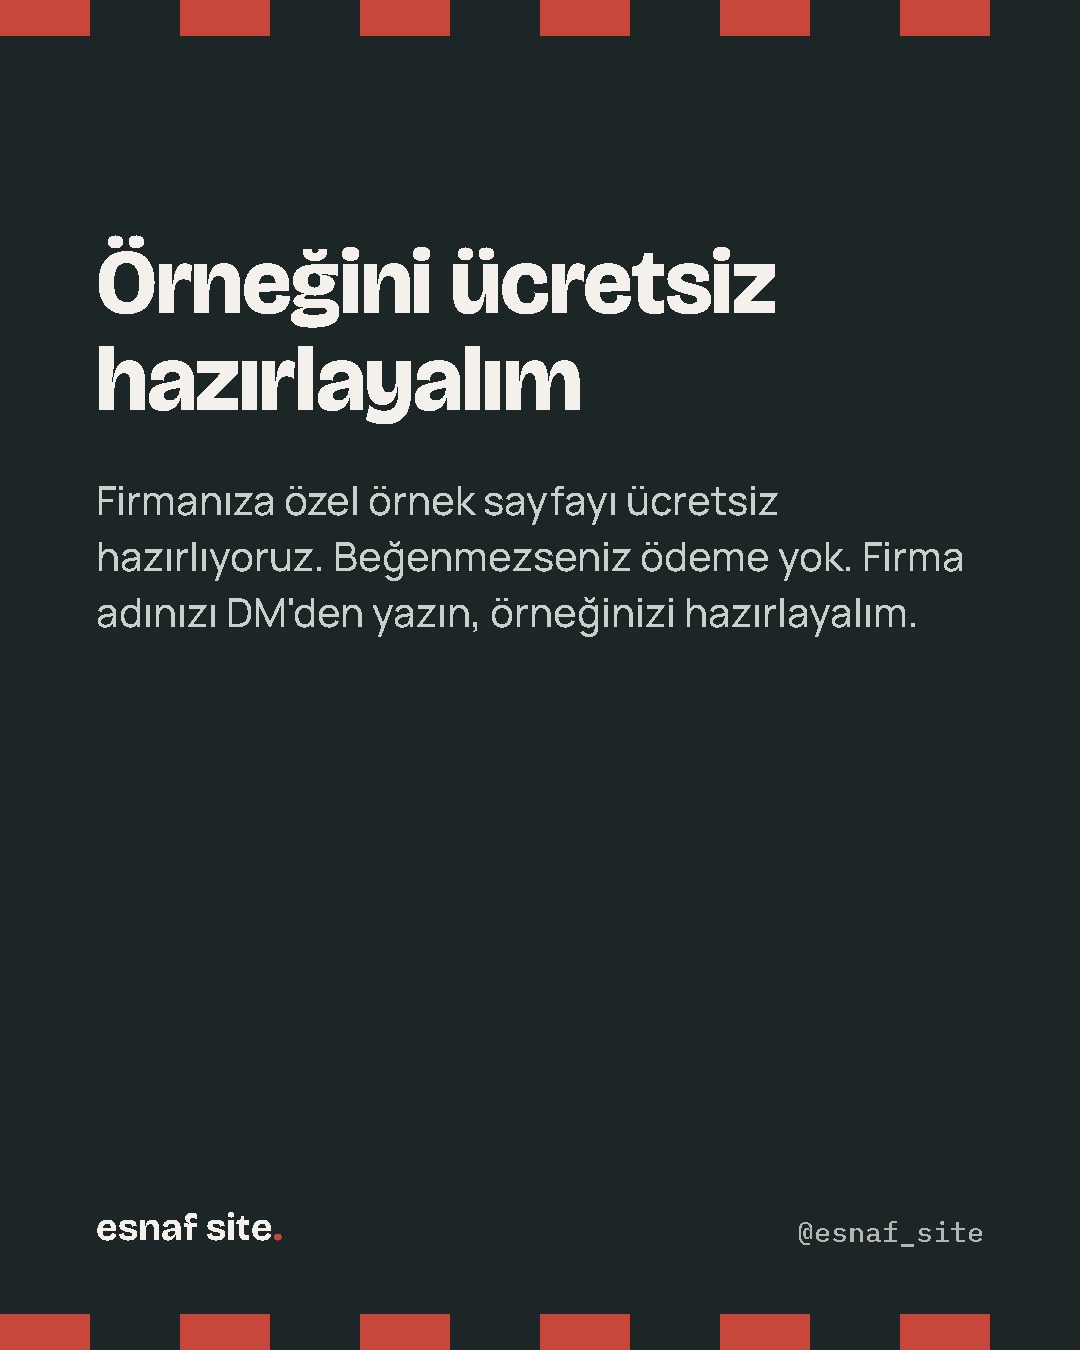 Örneğini ücretsiz
hazırlayalım
Firmanıza özel örnek sayfayı ücretsiz
hazırlıyoruz. Beğenmezseniz ödeme yok. Firma
adınızı DM'den yazın, örneğinizi hazırlayalım.
esnaf site.
@esnaf_site